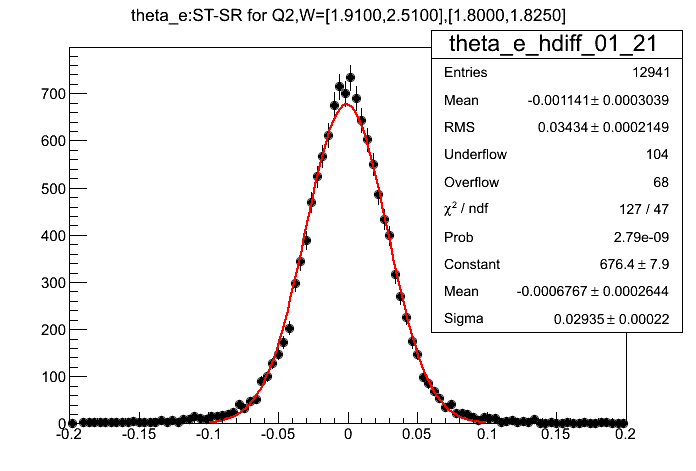 theta_e:ST-SR for Q2,W=[1.9100,2.5100],[1.8000,1.8250]
theta_e_hdiff_01_21
Entries 12941
Mean -0.001141± 0.0003039
RMS 0.03434 ± 0.0002149
Underflow 104
Overflow 68
χ² / ndf 127 / 47
Prob 2.79e-09
Constant 676.4 ± 7.9
Mean -0.0006767 ± 0.0002644
Sigma 0.02935 ± 0.00022
700
600
500
400
300
200
100
0
-0.2 -0.15 -0.1 -0.05 0 0.05 0.1 0.15 0.2